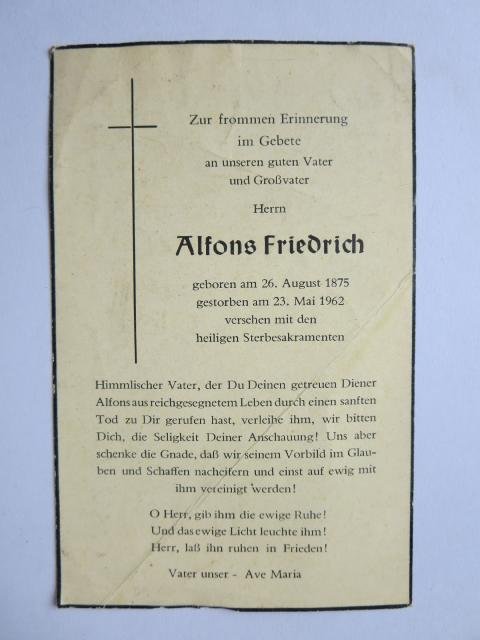 Zur frommen Erinnerung
im Gebete
an unseren guten Vater
und Großvater
Herrn
Alfons Friedrich
geboren am 26. August 1875
gestorben am 23. Mai 1962
versehen mit den
heiligen Sterbesakramenten
Himmlischer Vater, der Du Deinen getreuen Diener
Alfons aus reichgesegnetem Leben durch einen sanften
Tod zu Dir gerufen hast, verleihe ihm, wir bitten
Dich, die Seligkeit Deiner Anschauung! Uns aber
schenke die Gnade, daß wir seinem Vorbild im Glau-
ben und Schaffen nacheifern und einst auf ewig mit
ihm vereinigt werden!
O Herr, gib ihm die ewige Ruhe!
Und das ewige Licht leuchte ihm!
Herr, laß ihn ruhen in Frieden!
Vater unser - Ave Maria